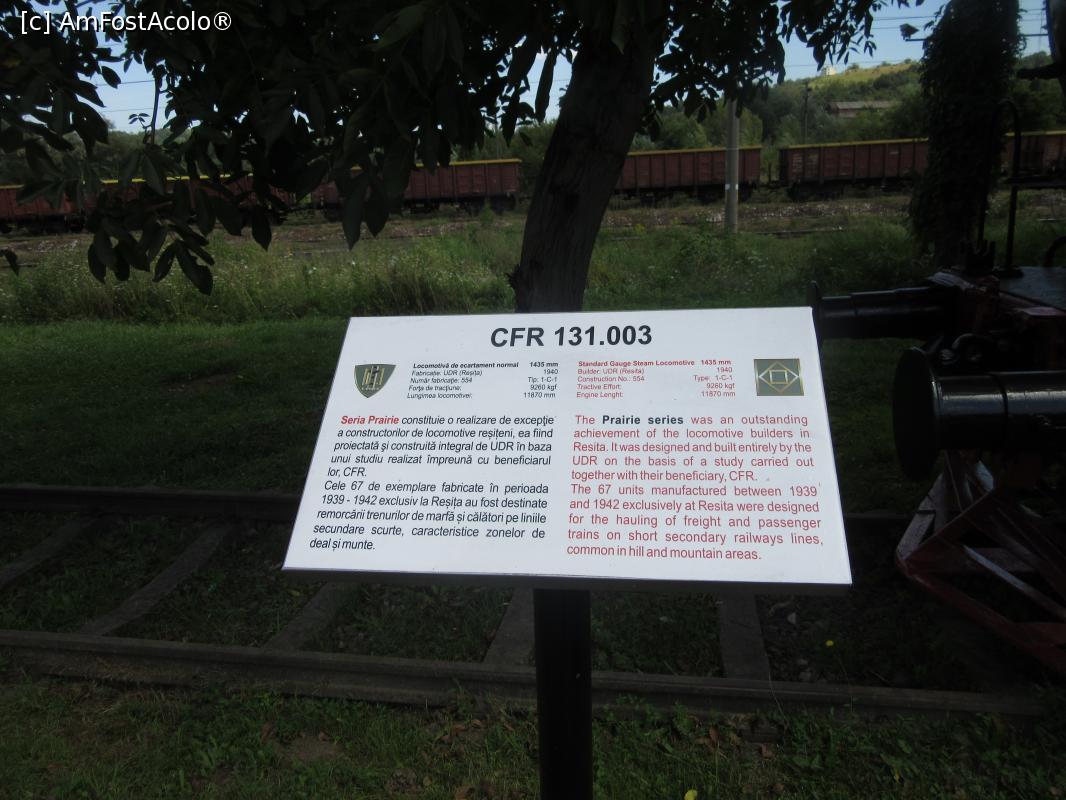 [c] AmFostAcolo®
CFR 131.003
Locomotivă de ecartament normal 1435 mm
Fabricație: UDR (Reșița) 1940
Număr fabricație: 554 Tip: 1-C-1
Forța de tracțiune: 9260 kgf
Lungimea locomotivei: 11870 mm
Seria Prairie constituie o realizare de excepție
a constructorilor de locomotive reșițeni, ea fiind
proiectată şi construită integral de UDR în baza
unui studiu realizat împreună cu beneficiarul
lor, CFR.
Cele 67 de exemplare fabricate în perioada
1939 - 1942 exclusiv la Reșița au fost destinate
remorcării trenurilor de marfă și călători pe liniile
secundare scurte, caracteristice zonelor de
deal și munte.
Standard Gauge Steam Locomotive 1435 mm
Builder: UDR (Resita) 1940
Construction No.: 554 Type: 1-C-1
Tractive Effort: 9260 kgf
Engine Lenght: 11870 mm
The Prairie series was an outstanding
achievement of the locomotive builders in
Resita. It was designed and built entirely by the
UDR on the basis of a study carried out
together with their beneficiary, CFR.
The 67 units manufactured between 1939
and 1942 exclusively at Resita were designed
for the hauling of freight and passenger
trains on short secondary railways lines,
common in hill and mountain areas.